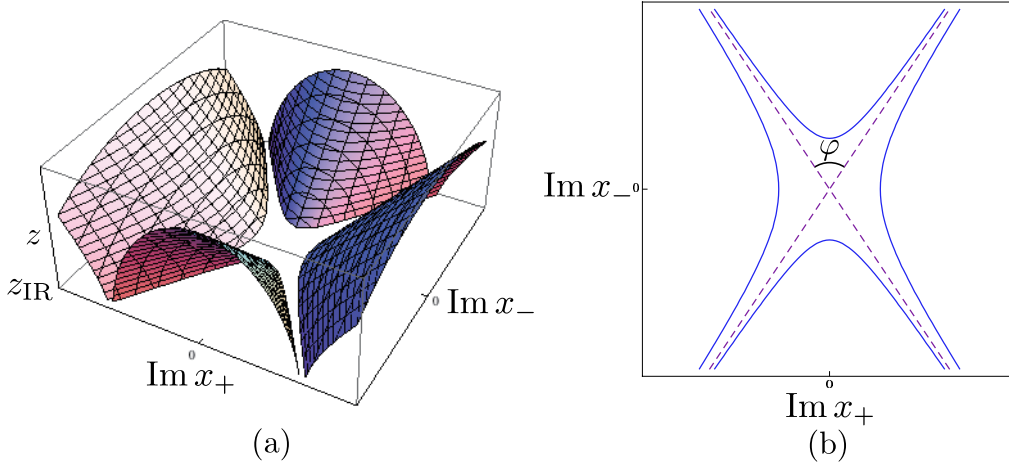 z
z_IR
0
Im x_+
0
Im x_−
(a)
φ
Im x_− 0
0
Im x_+
(b)